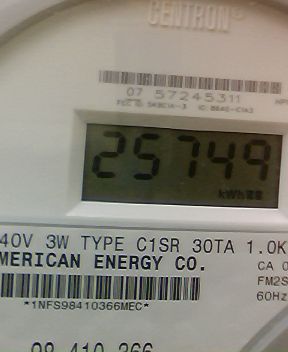 CENTRON®
07 57245311
25749
kWh
40V 3W TYPE C1SR 30TA 1.0K
MERICAN ENERGY CO.
CA 0
FM2S
*1NFS98410366MEC*
60Hz
98 410 366